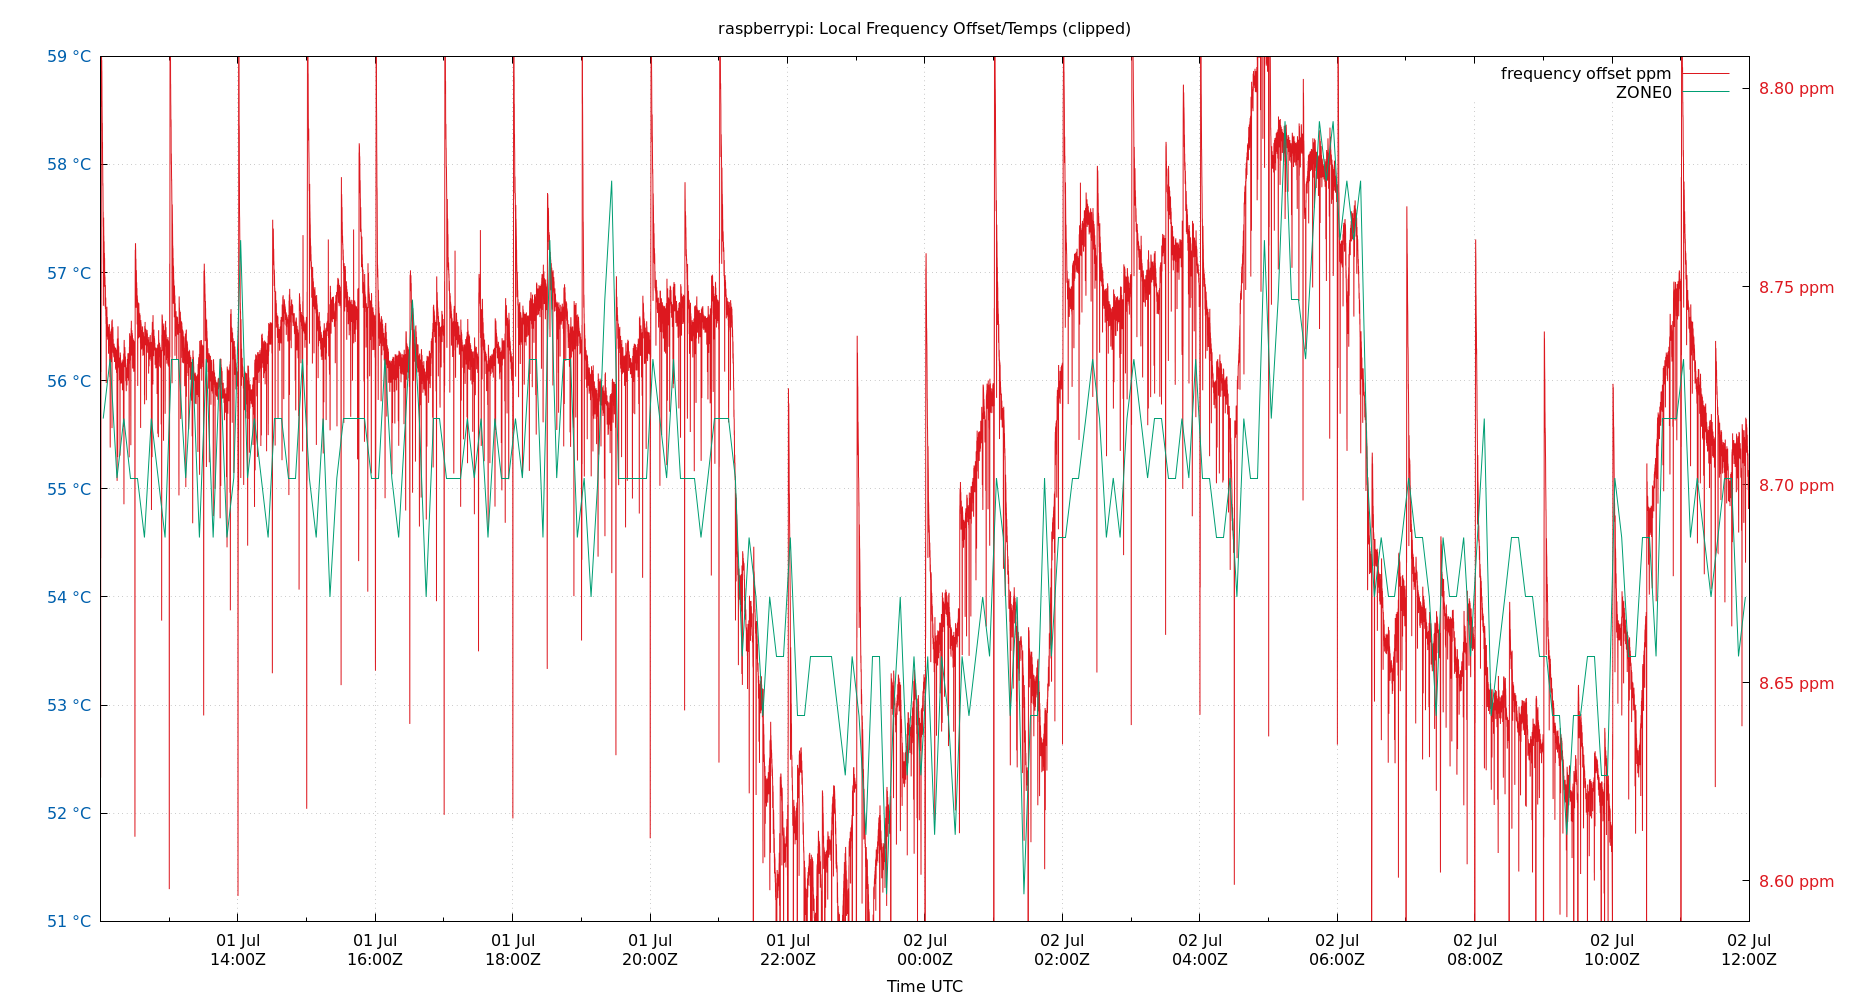 raspberrypi: Local Frequency Offset/Temps (clipped)
59 °C
58 °C
57 °C
56 °C
55 °C
54 °C
53 °C
52 °C
51 °C
frequency offset ppm
ZONE0
8.80 ppm
8.75 ppm
8.70 ppm
8.65 ppm
8.60 ppm
01 Jul
14:00Z
01 Jul
16:00Z
01 Jul
18:00Z
01 Jul
20:00Z
01 Jul
22:00Z
02 Jul
00:00Z
02 Jul
02:00Z
02 Jul
04:00Z
02 Jul
06:00Z
02 Jul
08:00Z
02 Jul
10:00Z
02 Jul
12:00Z
Time UTC